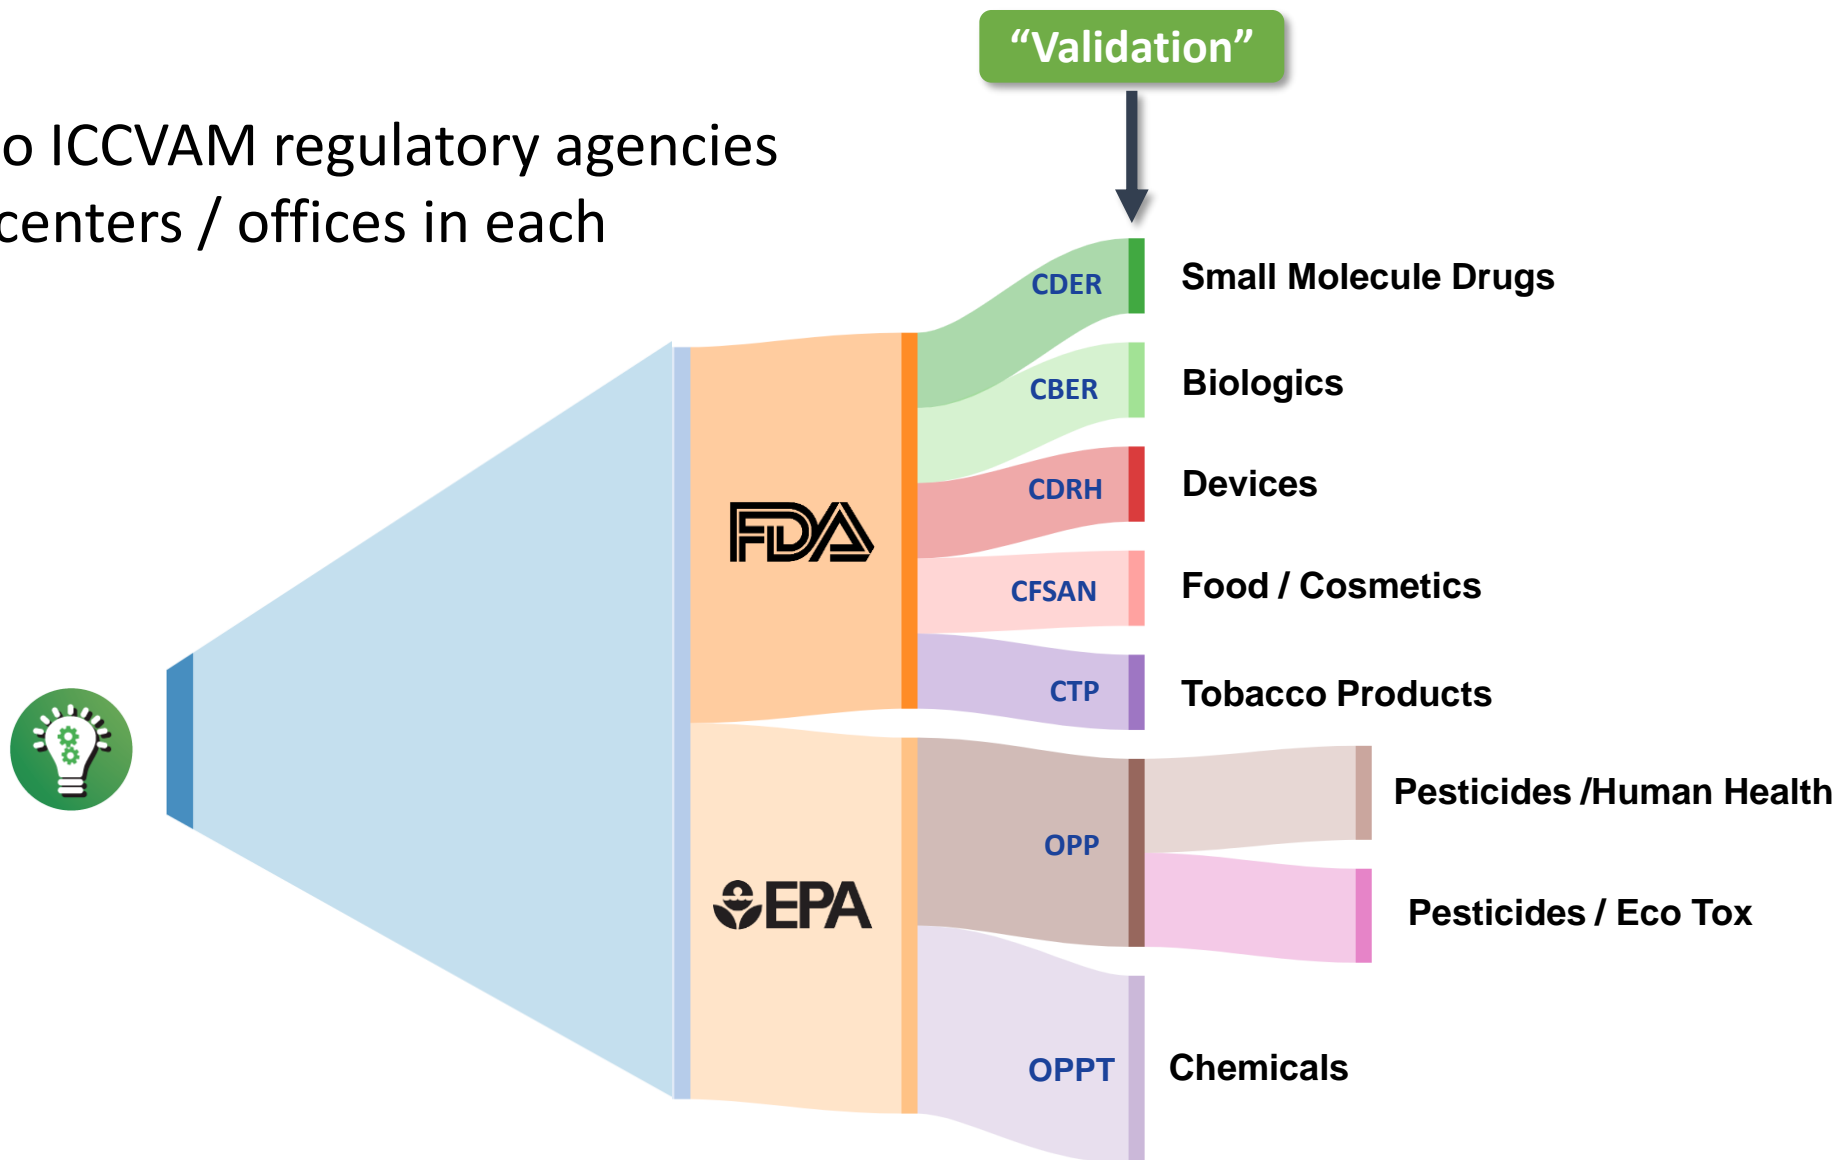 “Validation”
o ICCVAM regulatory agencies
centers / offices in each
CDER
Small Molecule Drugs
CBER
Biologics
CDRH
Devices
FDA
CFSAN
Food / Cosmetics
CTP
Tobacco Products
Pesticides /Human Health
OPP
EPA
Pesticides / Eco Tox
OPPT
Chemicals